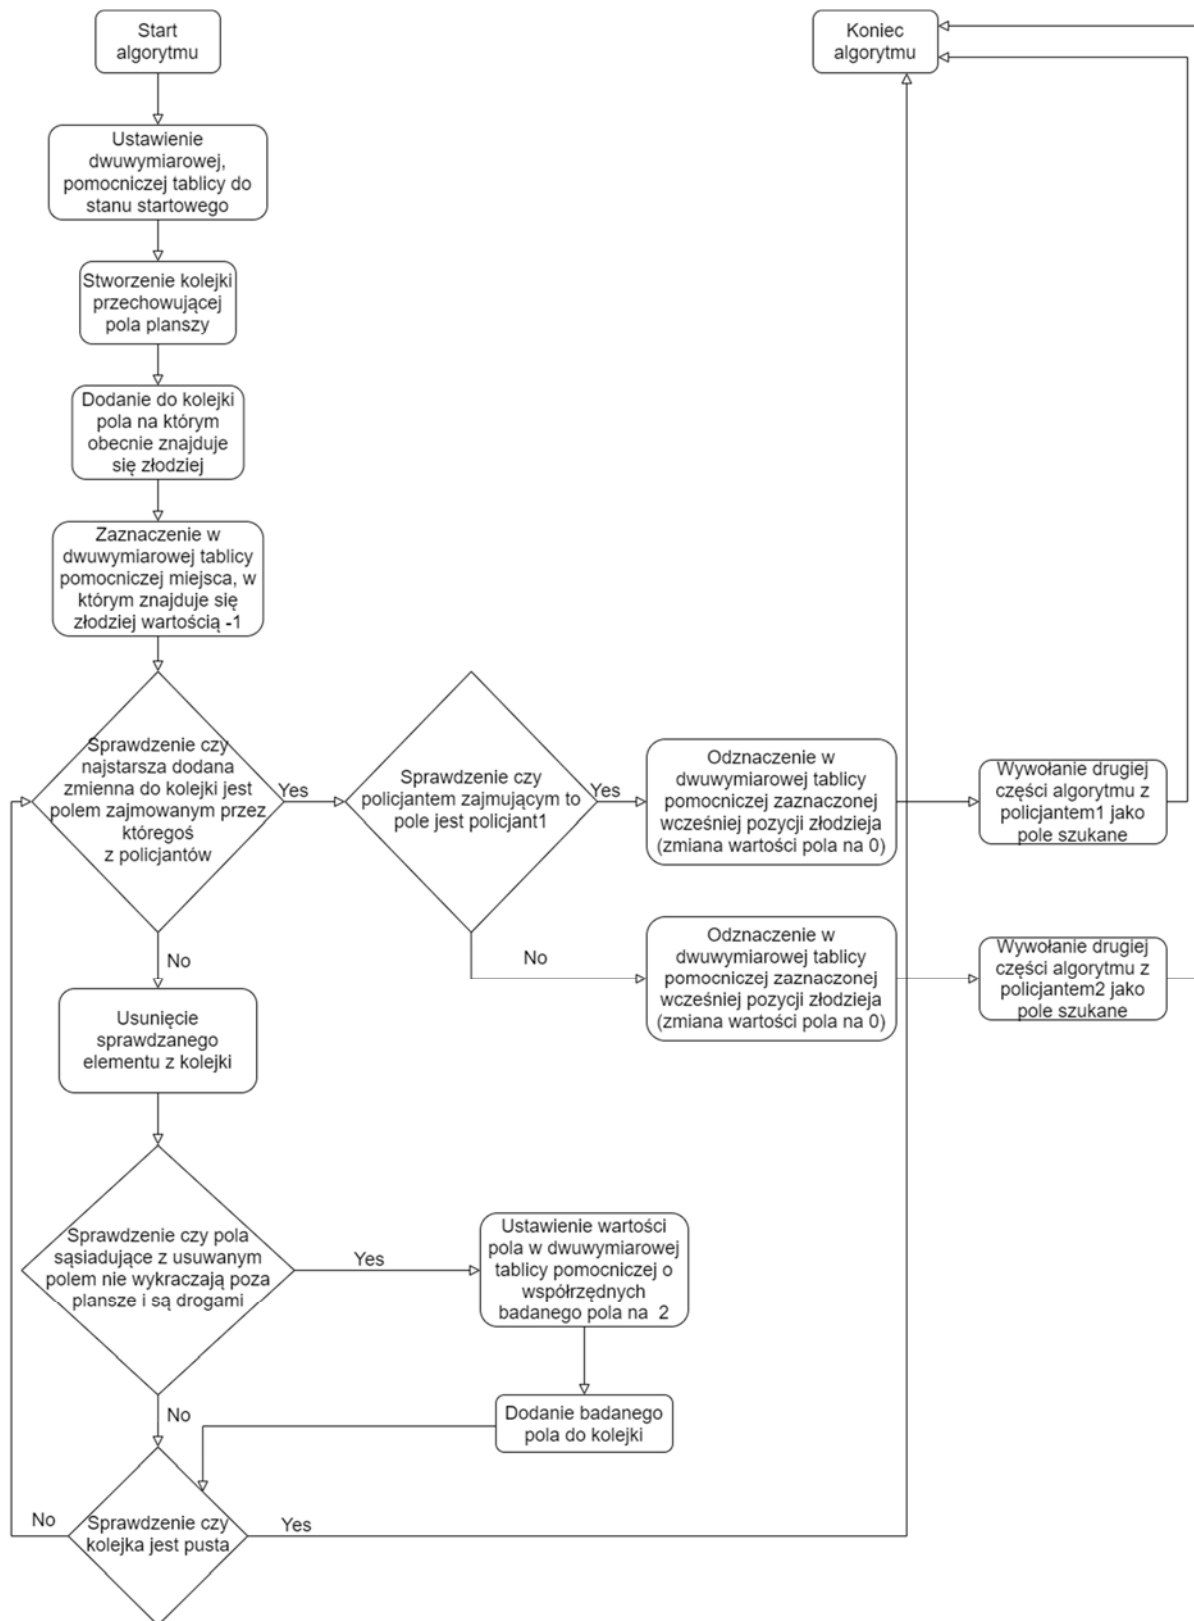 Start
algorytmu
Koniec
algorytmu
Ustawienie
dwuwymiarowej,
pomocniczej tablicy do
stanu startowego
Stworzenie kolejki
przechowującej
pola planszy
Dodanie do kolejki
pola na którym
obecnie znajduje
się złodziej
Zaznaczenie w
dwuwymiarowej tablicy
pomocniczej miejsca, w
którym znajduje się
złodziej wartością -1
Sprawdzenie czy
najstarsza dodana
zmienna do kolejki jest
polem zajmowanym przez
któregoś
z policjantów
Yes
Sprawdzenie czy
policjantem zajmującym to
pole jest policjant1
Yes
Odznaczenie w
dwuwymiarowej tablicy
pomocniczej zaznaczonej
wcześniej pozycji złodzieja
(zmiana wartości pola na 0)
Wywołanie drugiej
części algorytmu z
policjantem1 jako
pole szukane
No
No
Odznaczenie w
dwuwymiarowej tablicy
pomocniczej zaznaczonej
wcześniej pozycji złodzieja
(zmiana wartości pola na 0)
Wywołanie drugiej
części algorytmu z
policjantem2 jako
pole szukane
Usunięcie
sprawdzanego
elementu z kolejki
Sprawdzenie czy pola
sąsiadujące z usuwanym
polem nie wykraczają poza
plansze i są drogami
Yes
Ustawienie wartości
pola w dwuwymiarowej
tablicy pomocniczej o
współrzędnych
badanego pola na 2
No
Dodanie badanego
pola do kolejki
Sprawdzenie czy
kolejka jest pusta
No
Yes